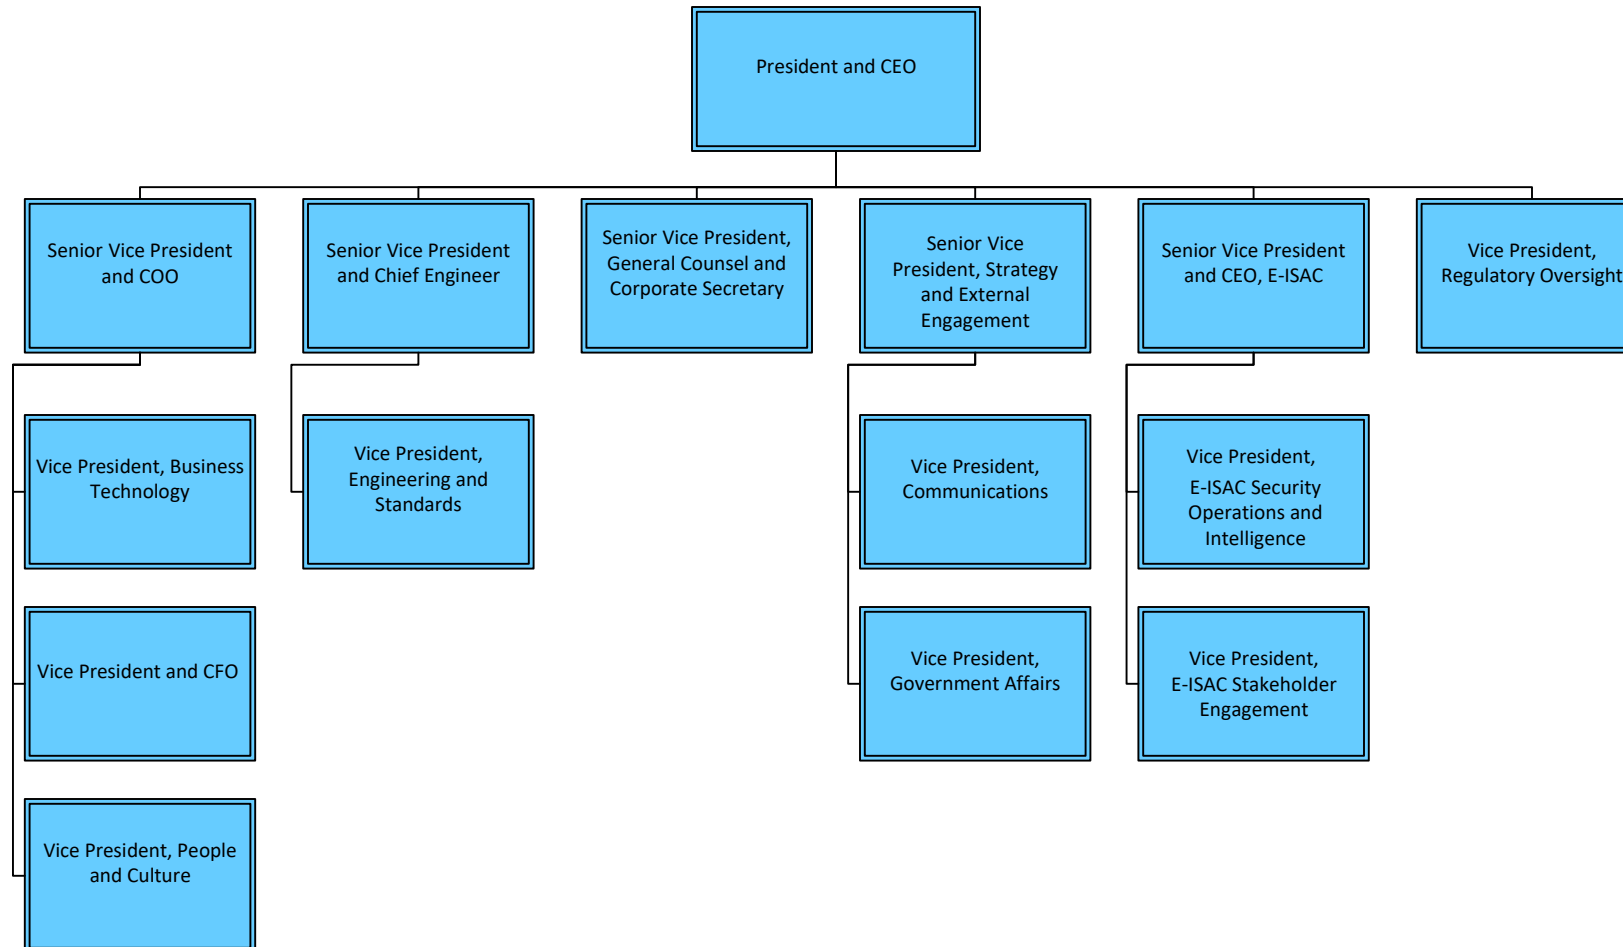 President and CEO
Senior Vice President
and COO
Senior Vice President
and Chief Engineer
Senior Vice President,
General Counsel and
Corporate Secretary
Senior Vice
President, Strategy
and External
Engagement
Senior Vice President
and CEO, E-ISAC
Vice President,
Regulatory Oversight
Vice President, Business
Technology
Vice President,
Engineering and
Standards
Vice President,
Communications
Vice President,
E-ISAC Security
Operations and
Intelligence
Vice President and CFO
Vice President,
Government Affairs
Vice President,
E-ISAC Stakeholder
Engagement
Vice President, People
and Culture